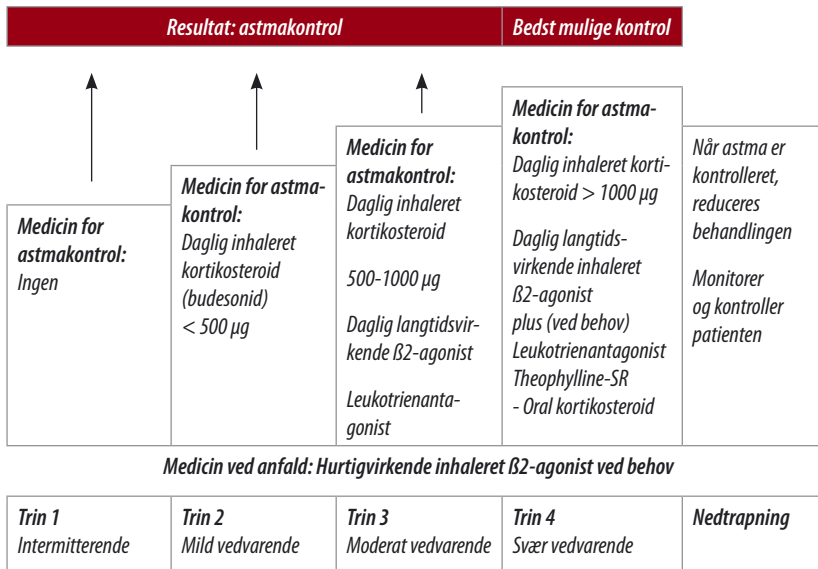 Resultat: astmakontrol
Bedst mulige kontrol
Medicin for
astmakontrol:
Ingen
Medicin for astma-
kontrol:
Daglig inhaleret
kortikosteroid
(budesonid)
< 500 µg
Medicin for
astmakontrol:
Daglig inhaleret
kortikosteroid
500-1000 µg
Daglig langtidsvir-
kende ß2-agonist
Leukotrienanta-
gonist
Medicin for astma-
kontrol:
Daglig inhaleret korti-
kosteroid > 1000 µg
Daglig langtids-
virkende inhaleret
ß2-agonist
plus (ved behov)
Leukotrienantagonist
Theophylline-SR
- Oral kortikosteroid
Når astma er
kontrolleret,
reduceres
behandlingen
Monitorer
og kontroller
patienten
Medicin ved anfald: Hurtigvirkende inhaleret ß2-agonist ved behov
Trin 1
Intermitterende
Trin 2
Mild vedvarende
Trin 3
Moderat vedvarende
Trin 4
Svær vedvarende
Nedtrapning